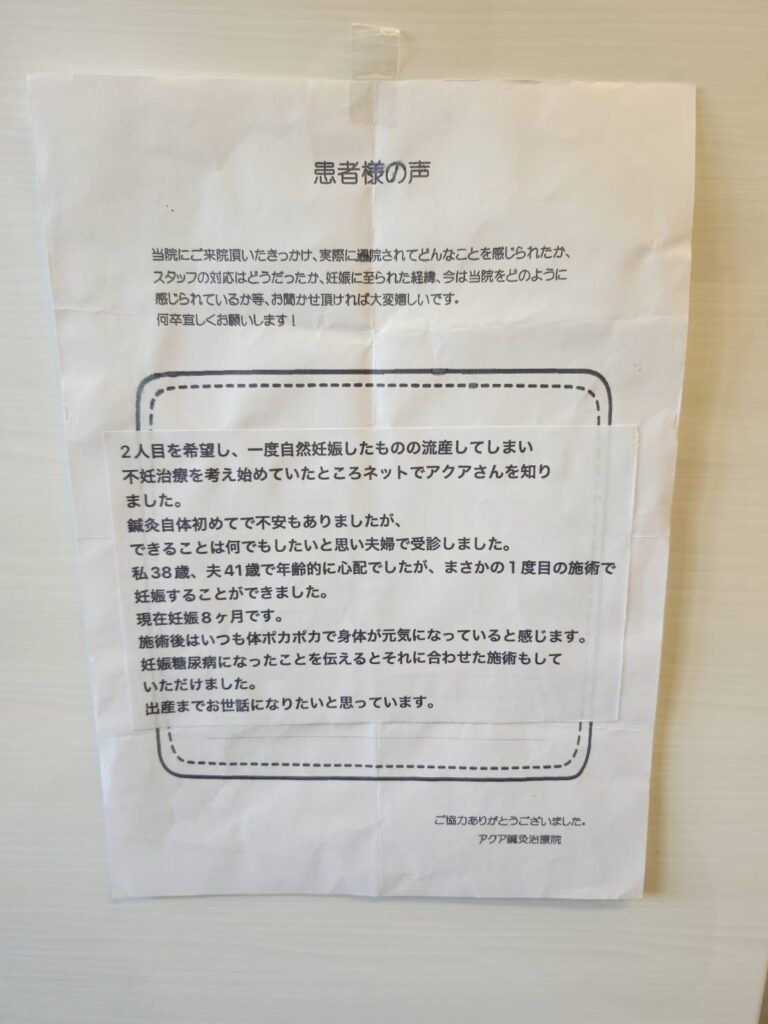 患者様の声
当院にご来院頂いたきっかけ、実際に通院されてどんなことを感じられたか、
スタッフの対応はどうだったか、妊娠に至られた経緯、今は当院をどのように
感じられているか等、お聞かせ頂ければ大変嬉しいです。
何卒宜しくお願いします！
２人目を希望し、一度自然妊娠したものの流産してしまい
不妊治療を考え始めていたところネットでアクアさんを知り
ました。
鍼灸自体初めてで不安もありましたが、
できることは何でもしたいと思い夫婦で受診しました。
私38歳、夫41歳で年齢的に心配でしたが、まさかの１度目の施術で
妊娠することができました。
現在妊娠８ヶ月です。
施術後はいつも体ポカポカで身体が元気になっていると感じます。
妊娠糖尿病になったことを伝えるとそれに合わせた施術もして
いただけました。
出産までお世話になりたいと思っています。
ご協力ありがとうございました。
アクア鍼灸治療院